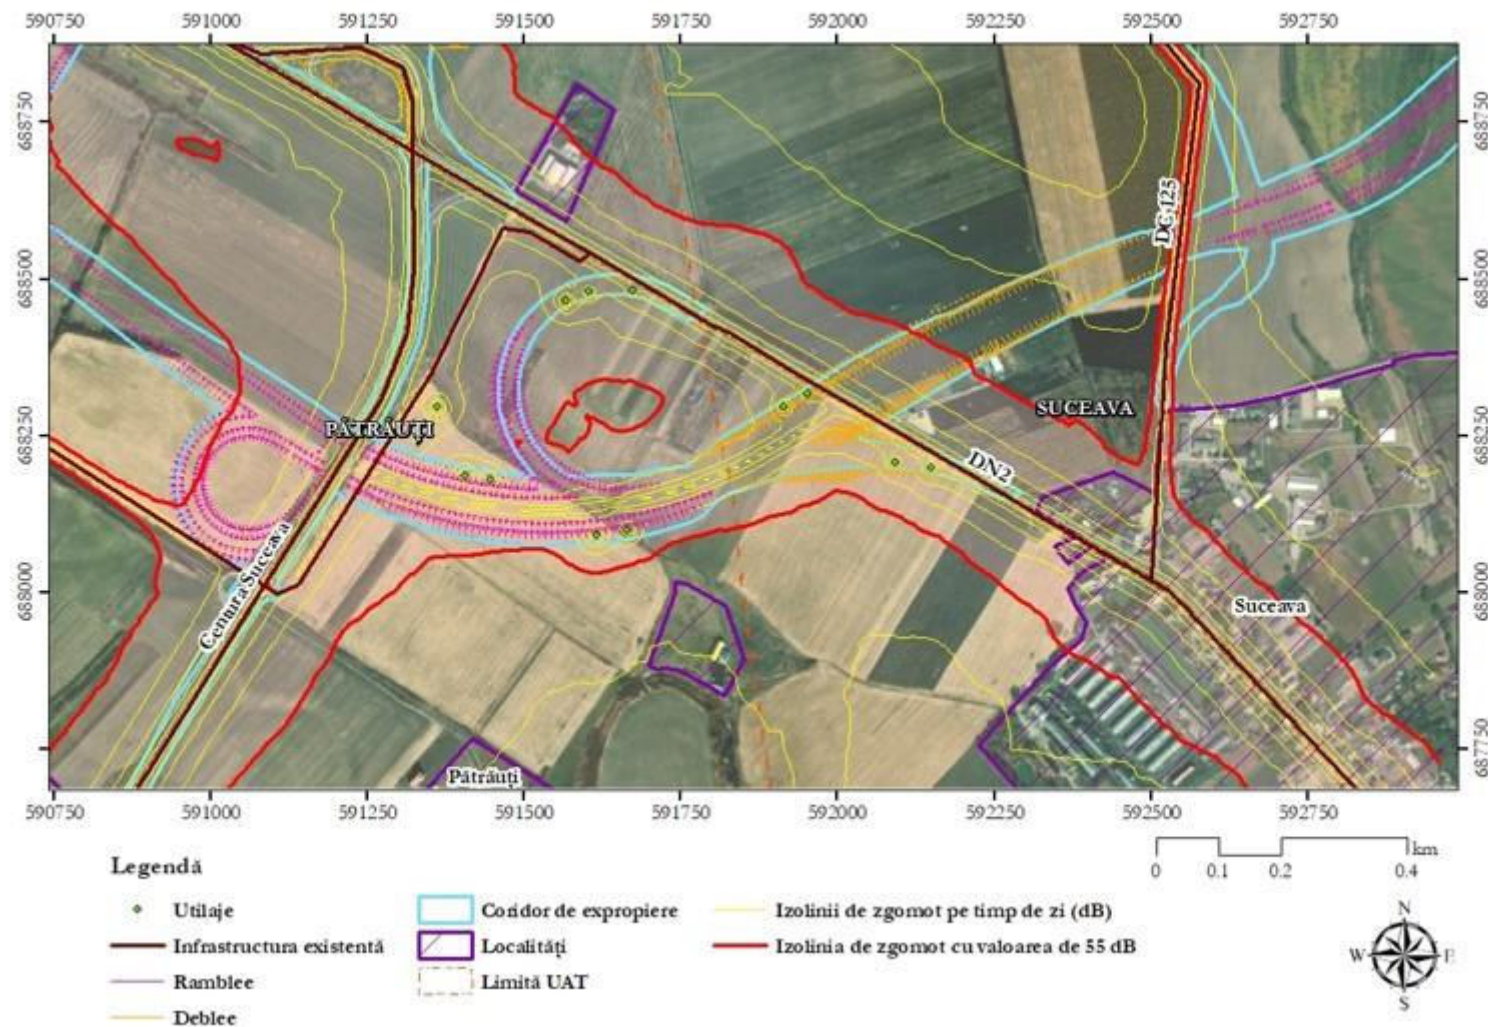 590750 591000 591250 591500 591750 592000 592250 592500 592750
688750 688750
DC 125
688500 688500
PĂTRĂUȚI SUCEAVA
688250 688250
DN2
Centura Suceava
688000 688000
Suceava
687750
Pătrăuți
590750 591000 591250 591500 591750 592000 592250 592500 592750
km
0 0.1 0.2 0.4
Legendă
Utilaje Coridor de expropiere Izolinii de zgomot pe timp de zi (dB)
Infrastructura existentă Localități Izolinia de zgomot cu valoarea de 55 dB
Ramblee Limită UAT
Deblee
N
W E
S